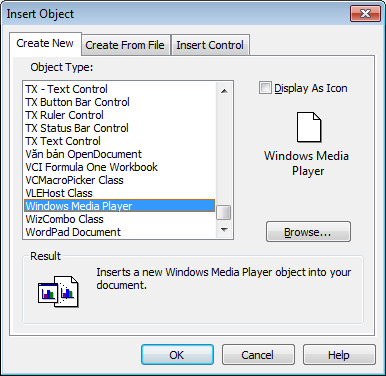 Insert Object
Create New
Create From File
Insert Control
Object Type:
TX - Text Control
TX Button Bar Control
TX Ruler Control
TX Status Bar Control
TX Text Control
Văn bản OpenDocument
VCI Formula One Workbook
VCMacroPicker Class
VLEHost Class
Windows Media Player
WizCombo Class
WordPad Document
Display As Icon
Windows Media
Player
Browse...
Result
Inserts a new Windows Media Player object into your
document.
OK
Cancel
Help